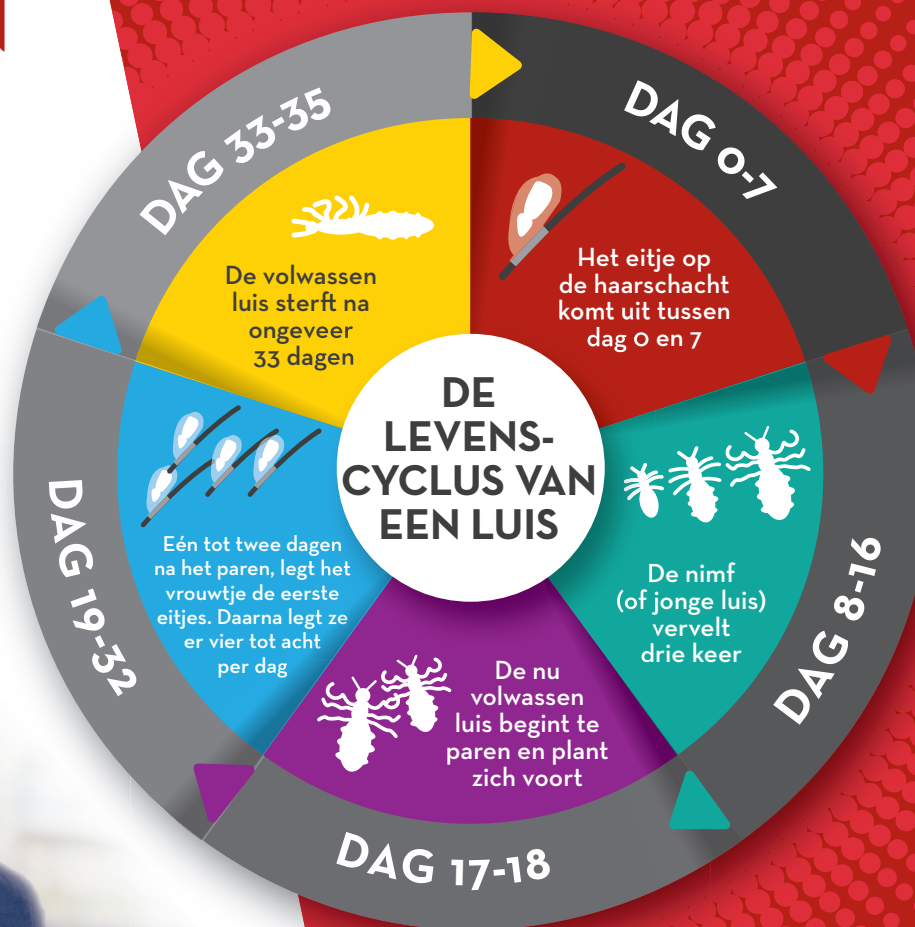 DE
LEVENS-
CYCLUS VAN
EEN LUIS
DAG 0-7
Het eitje op
de haarschacht
komt uit tussen
dag 0 en 7
DAG 8-16
De nimf
(of jonge luis)
vervelt
drie keer
DAG 17-18
De nu
volwassen
luis begint te
paren en plant
zich voort
DAG 19-32
Eén tot twee dagen
na het paren, legt het
vrouwtje de eerste
eitjes. Daarna legt ze
er vier tot acht
per dag
DAG 33-35
De volwassen
luis sterft na
ongeveer
33 dagen